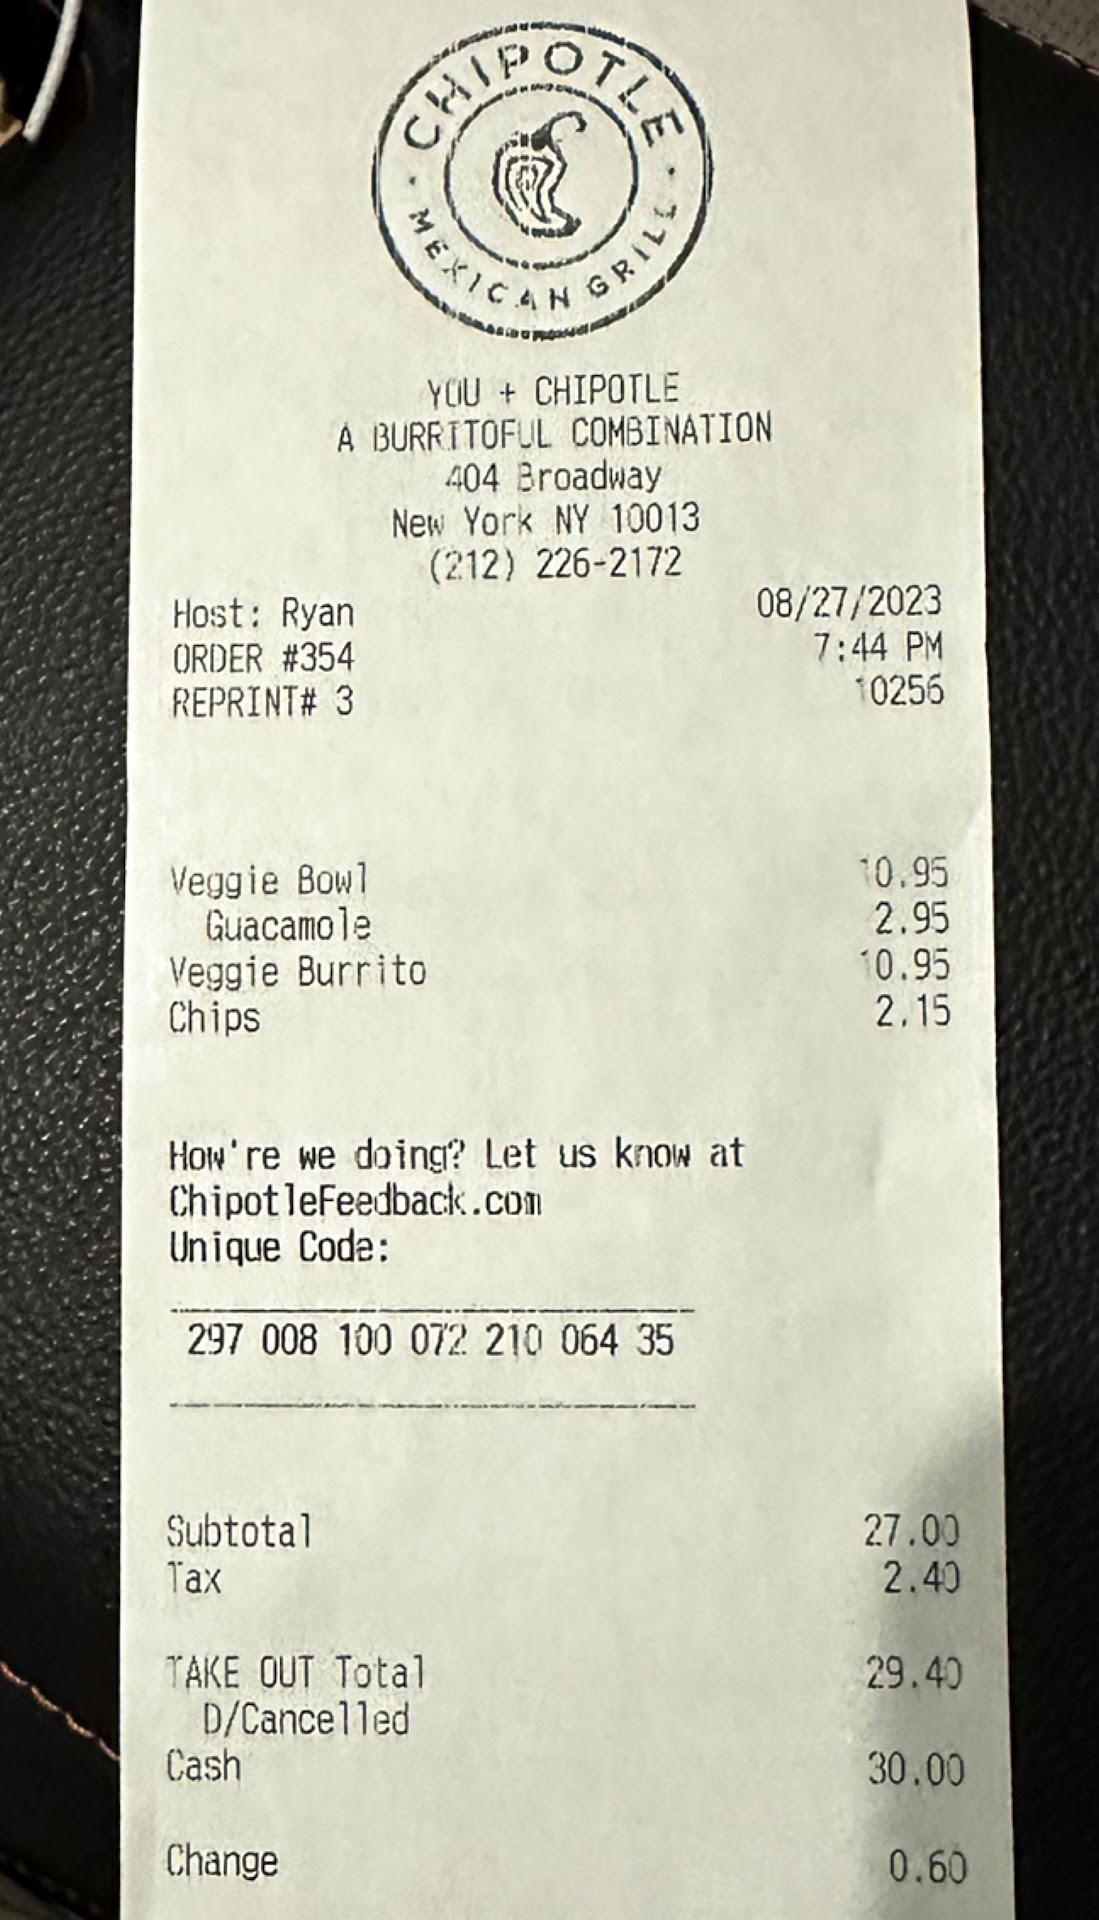 CHIPOTLE
MEXICAN GRILL
YOU + CHIPOTLE
A BURRITOFUL COMBINATION
404 Broadway
New York NY 10013
(212) 226-2172
Host: Ryan 08/27/2023
ORDER #354 7:44 PM
REPRINT# 3 10256
Veggie Bowl 10.95
Guacamole 2.95
Veggie Burrito 10.95
Chips 2.15
How're we doing? Let us know at
ChipotleFeedback.com
Unique Code:
297 008 100 072 210 064 35
Subtotal 27.00
Tax 2.40
TAKE OUT Total 29.40
D/Cancelled
Cash 30.00
Change 0.60